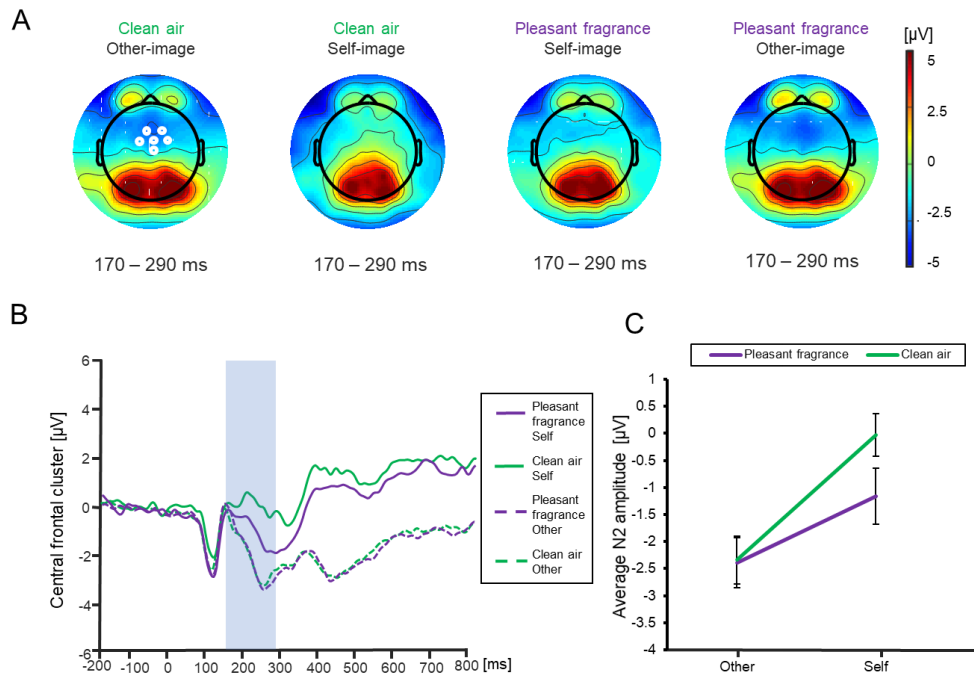 A
Clean air
Other-image
Clean air
Self-image
Pleasant fragrance
Self-image
Pleasant fragrance
Other-image
[µV]
5
2.5
0
-2.5
-5
170 – 290 ms
170 – 290 ms
170 – 290 ms
170 – 290 ms
B
Central frontal cluster [µV]
6
4
2
0
-2
-4
-6
-200
-100
0
100
200
300
400
500
600
700
800
[ms]
Pleasant
fragrance
Self
Clean air
Self
Pleasant
fragrance
Other
Clean air
Other
C
Pleasant fragrance
Clean air
Average N2 amplitude [µV]
1
0.5
0
-0.5
-1
-1.5
-2
-2.5
-3
-3.5
-4
Other
Self